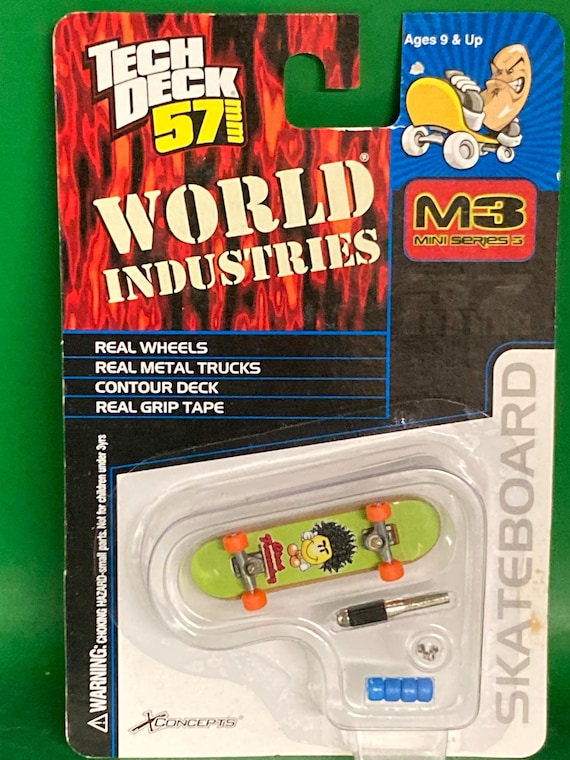 TECH
DECK
57mm
Ages 9 & Up
WORLD®
INDUSTRIES
M3
MINI SERIES 3
REAL WHEELS
REAL METAL TRUCKS
CONTOUR DECK
REAL GRIP TAPE
SKATEBOARD
⚠WARNING: CHOKING HAZARD-small parts. Not for children under 3yrs
XCONCEPTS®